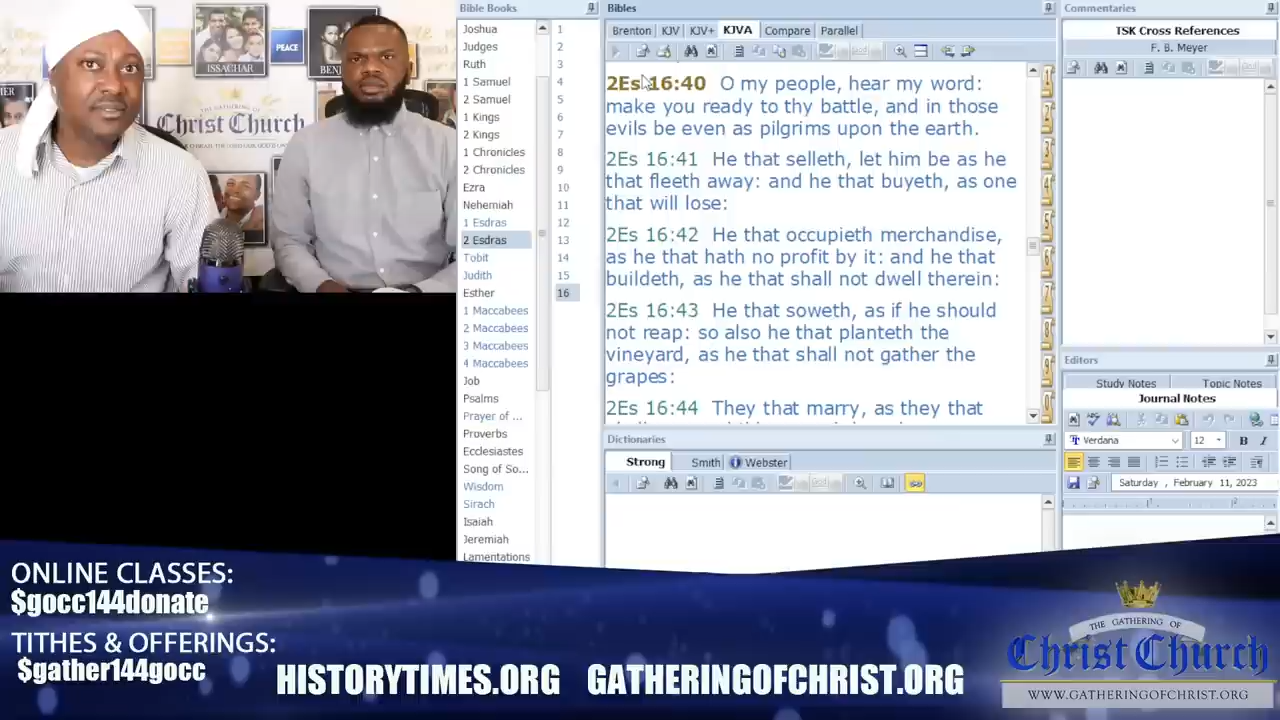 MER
ISSACHAR
PEACE
BEN
THE GATHERING OF
Christ Church
Bible Books
Joshua
Judges
Ruth
1 Samuel
2 Samuel
1 Kings
2 Kings
1 Chronicles
2 Chronicles
Ezra
Nehemiah
1 Esdras
2 Esdras
Tobit
Judith
Esther
1 Maccabees
2 Maccabees
3 Maccabees
4 Maccabees
Job
Psalms
Prayer of ...
Proverbs
Ecclesiastes
Song of So...
Wisdom
Sirach
Isaiah
Jeremiah
Lamentations
1
2
3
4
5
6
7
8
9
10
11
12
13
14
15
16
Bibles
Brenton KJV KJV+ KJVA Compare Parallel
2Es 16:40 O my people, hear my word:
make you ready to thy battle, and in those
evils be even as pilgrims upon the earth.
2Es 16:41 He that selleth, let him be as he
that fleeth away: and he that buyeth, as one
that will lose:
2Es 16:42 He that occupieth merchandise,
as he that hath no profit by it: and he that
buildeth, as he that shall not dwell therein:
2Es 16:43 He that soweth, as if he should
not reap: so also he that planteth the
vineyard, as he that shall not gather the
grapes:
2Es 16:44 They that marry, as they that
Dictionaries
Strong Smith Webster
Commentaries
TSK Cross References
F. B. Meyer
Editors
Study Notes Topic Notes
Journal Notes
Verdana 12 B I
Saturday , February 11, 2023
ONLINE CLASSES:
$gocc144donate
TITHES & OFFERINGS:
$gather144gocc
HISTORYTIMES.ORG GATHERINGOFCHRIST.ORG
THE GATHERING OF
Christ Church
WWW.GATHERINGOFCHRIST.ORG